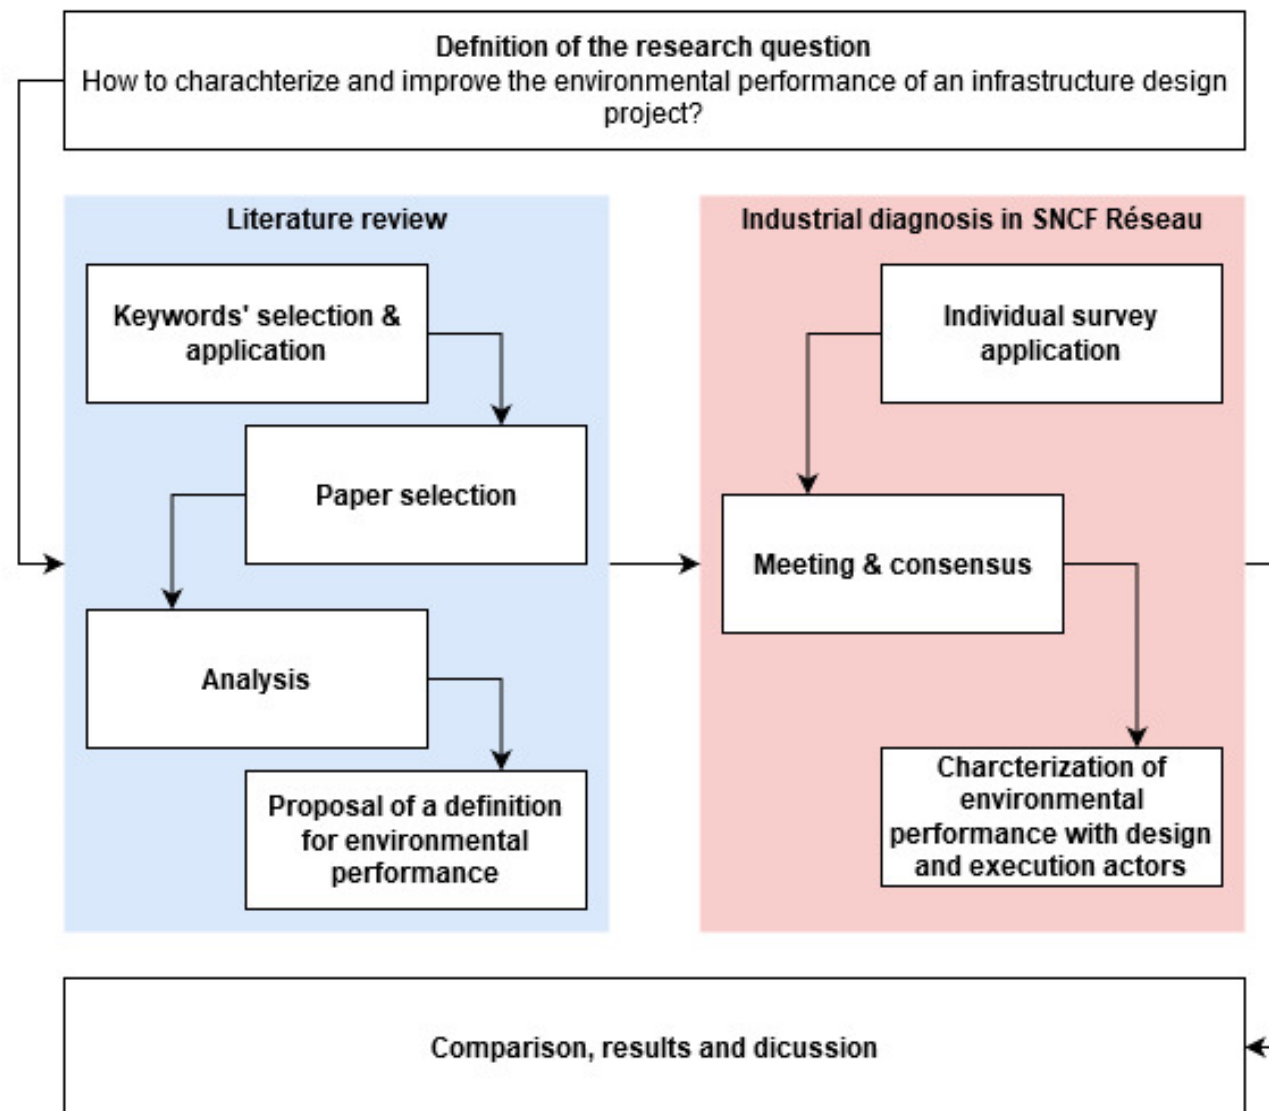 Defnition of the research question
How to charachterize and improve the environmental performance of an infrastructure design
project?
Literature review
Keywords' selection &
application
Paper selection
Analysis
Proposal of a definition
for environmental
performance
Industrial diagnosis in SNCF Réseau
Individual survey
application
Meeting & consensus
Charcterization of
environmental
performance with design
and execution actors
Comparison, results and dicussion